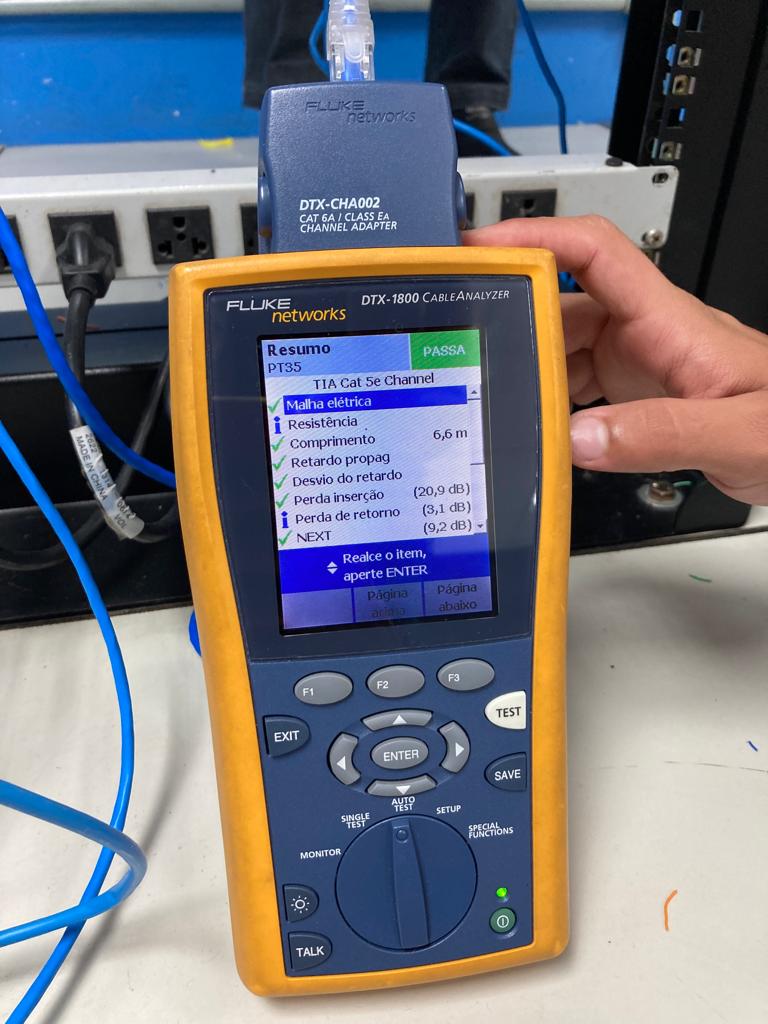 FLUKE
networks
DTX-CHA002
CAT 6A / CLASS EA
CHANNEL ADAPTER
FLUKE
networks
DTX-1800 CABLEANALYZER
Resumo
PASSA
PT35
TIA Cat 5e Channel
Malha elétrica
Resistência
Comprimento 6,6 m
Retardo propag
Desvio do retardo
Perda inserção (20,9 dB)
Perda de retorno (3,1 dB)
NEXT (9,2 dB)
Realce o item,
aperte ENTER
Página
acima
Página
abaixo
F1
F2
F3
TEST
EXIT
ENTER
SAVE
AUTO
TEST
SINGLE
TEST
SETUP
SPECIAL
FUNCTIONS
MONITOR
TALK
2622
MADE IN CHINA